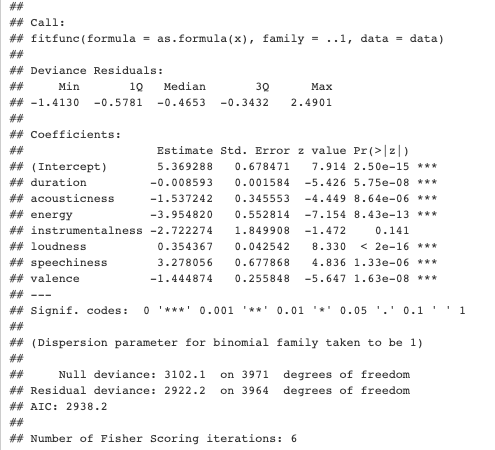 ##
## Call:
## fitfunc(formula = as.formula(x), family = ..1, data = data)
##
## Deviance Residuals:
##     Min       1Q   Median       3Q      Max
## -1.4130  -0.5781  -0.4653  -0.3432   2.4901
##
## Coefficients:
##                   Estimate Std. Error z value Pr(>|z|)
## (Intercept)       5.369288   0.678471   7.914 2.50e-15 ***
## duration         -0.008593   0.001584  -5.426 5.75e-08 ***
## acousticness     -1.537242   0.345553  -4.449 8.64e-06 ***
## energy           -3.954820   0.552814  -7.154 8.43e-13 ***
## instrumentalness -2.722274   1.849908  -1.472    0.141
## loudness          0.354367   0.042542   8.330  < 2e-16 ***
## speechiness       3.278056   0.677868   4.836 1.33e-06 ***
## valence          -1.444874   0.255848  -5.647 1.63e-08 ***
## ---
## Signif. codes:  0 '***' 0.001 '**' 0.01 '*' 0.05 '.' 0.1 ' ' 1
##
## (Dispersion parameter for binomial family taken to be 1)
##
##     Null deviance: 3102.1  on 3971  degrees of freedom
## Residual deviance: 2922.2  on 3964  degrees of freedom
## AIC: 2938.2
##
## Number of Fisher Scoring iterations: 6